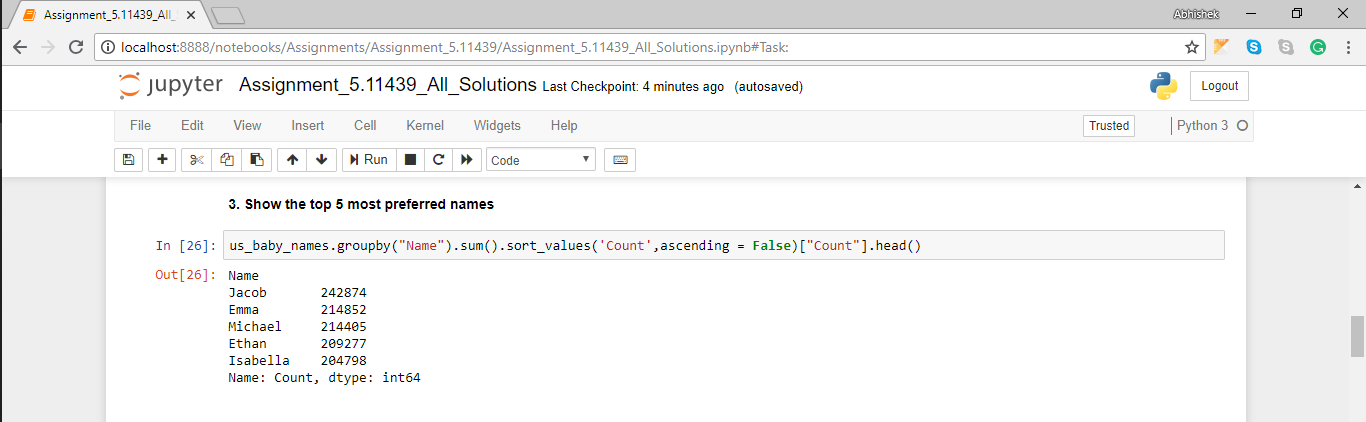 Assignment_5.11439_All_
Abhishek
localhost:8888/notebooks/Assignments/Assignment_5.11439/Assignment_5.11439_All_Solutions.ipynb#Task:
jupyter Assignment_5.11439_All_Solutions Last Checkpoint: 4 minutes ago (autosaved)
Logout
File Edit View Insert Cell Kernel Widgets Help
Trusted
Python 3
Run
Code
3. Show the top 5 most preferred names
In [26]: us_baby_names.groupby("Name").sum().sort_values('Count',ascending = False)["Count"].head()
Out[26]: Name
Jacob 242874
Emma 214852
Michael 214405
Ethan 209277
Isabella 204798
Name: Count, dtype: int64